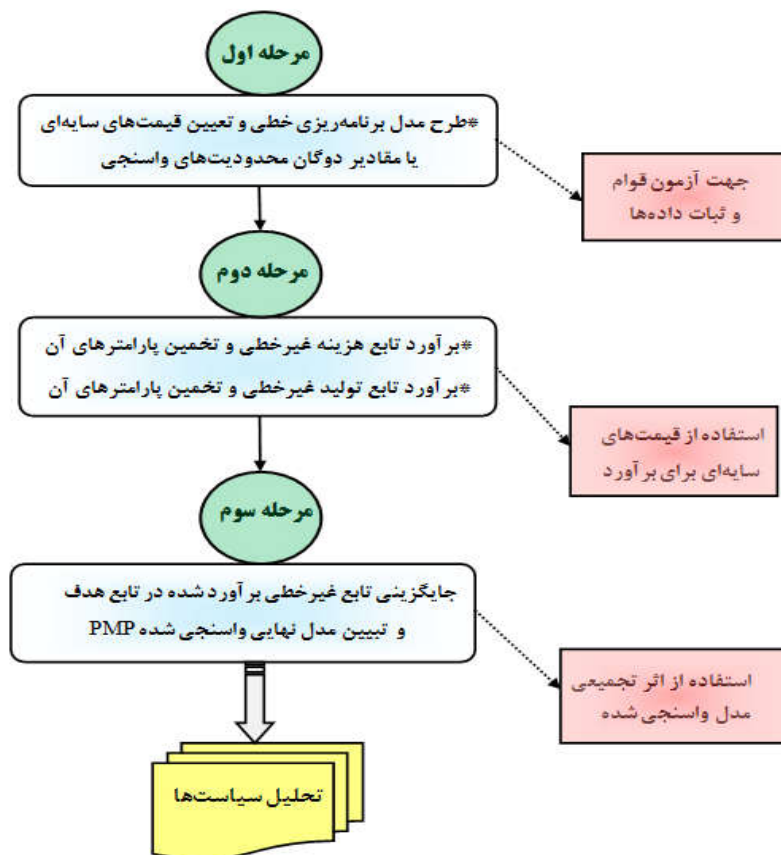 مرحله اول
*طرح مدل برنامه‌ریزی خطی و تعیین قیمت‌های سایه‌ای
یا مقادیر دوگان محدودیت‌های واسنجی
جهت آزمون قوام
و ثبات داده‌ها
مرحله دوم
*برآورد تابع هزینه غیرخطی و تخمین پارامترهای آن
*برآورد تابع تولید غیرخطی و تخمین پارامترهای آن
استفاده از قیمت‌های
سایه‌ای برای برآورد
مرحله سوم
جایگزینی تابع غیرخطی برآورد شده در تابع هدف
و تبیین مدل نهایی واسنجی شده PMP
استفاده از اثر تجمیعی
مدل واسنجی شده
تحلیل سیاست‌ها